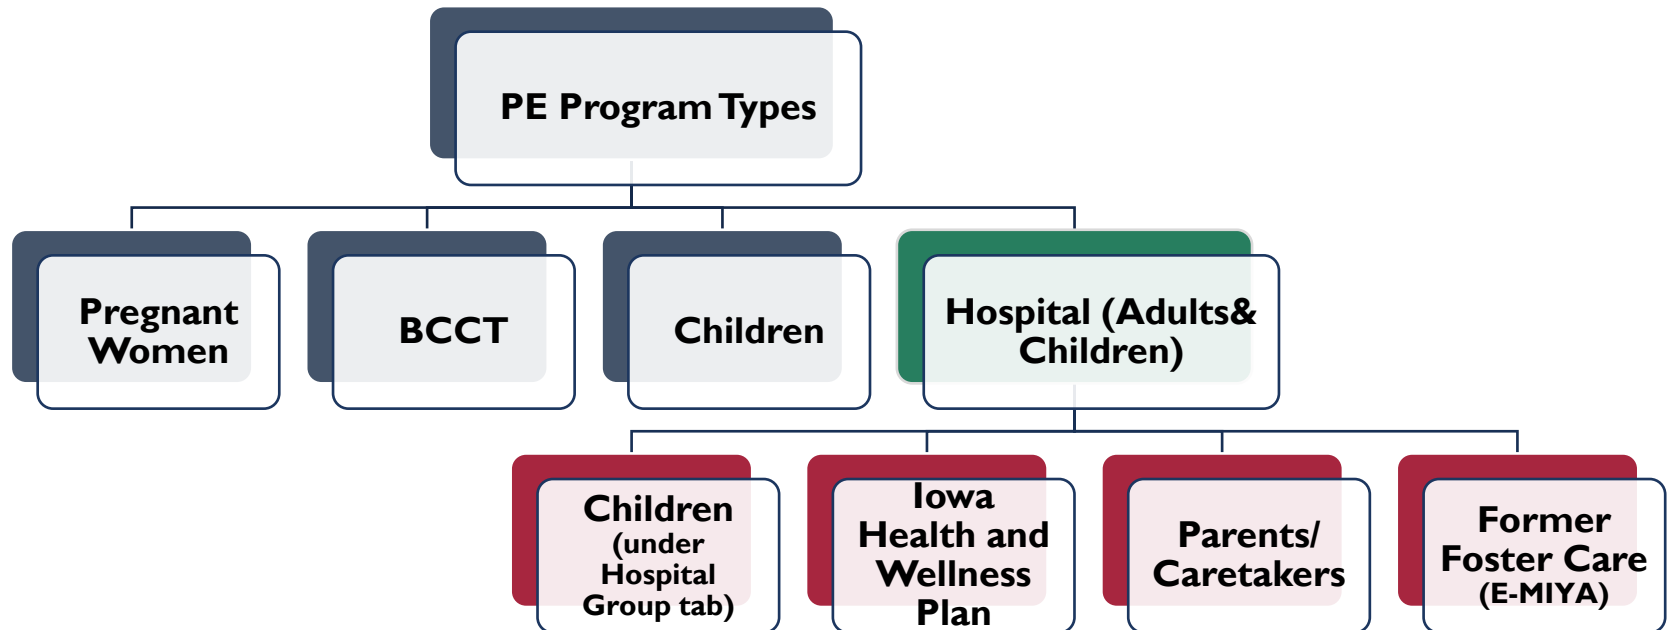 PE Program Types
Pregnant
Women
BCCT
Children
Hospital (Adults&
Children)
Children
(under
Hospital
Group tab)
Iowa
Health and
Wellness
Plan
Parents/
Caretakers
Former
Foster Care
(E-MIYA)